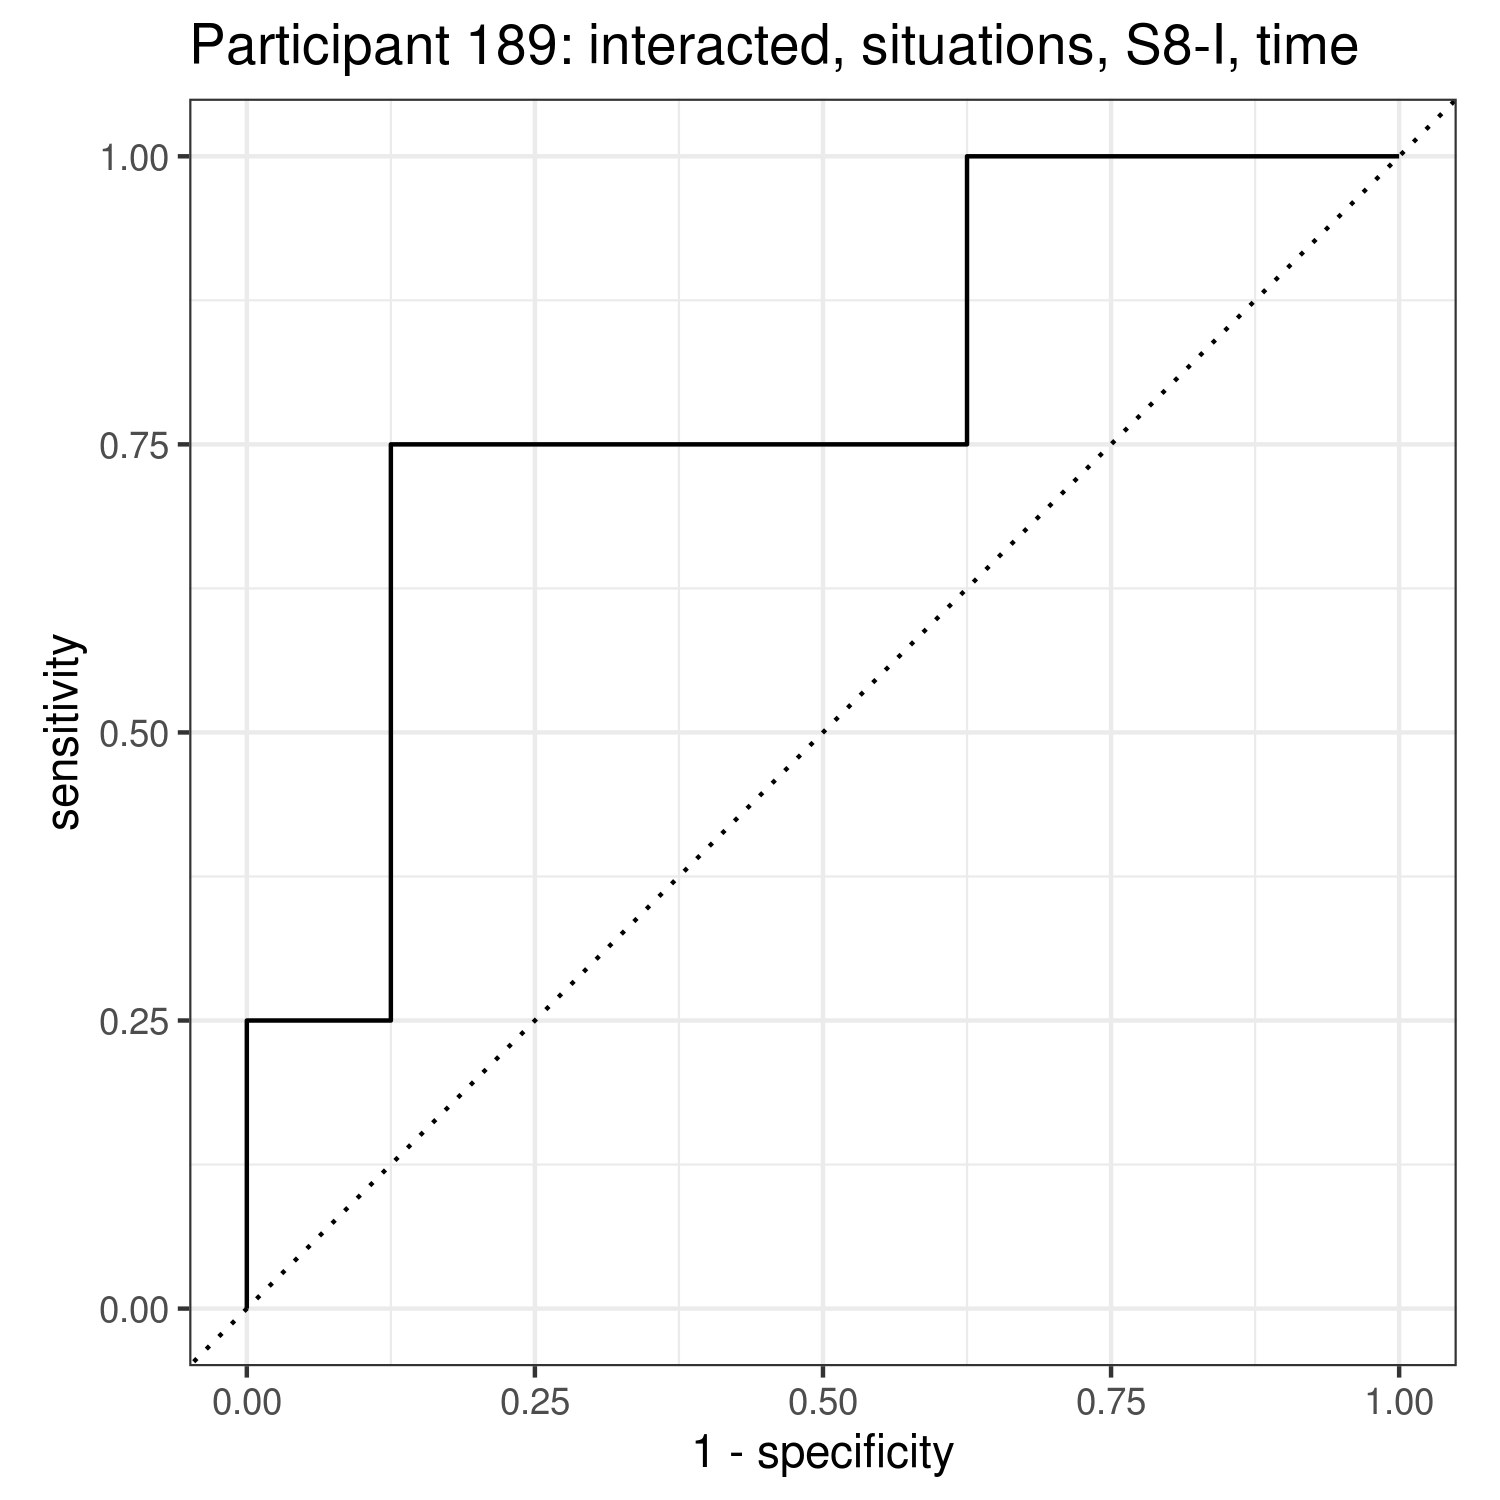 Participant 189: interacted, situations, S8-I, time
1.00
0.75
0.50
0.25
0.00
sensitivity
0.00 0.25 0.50 0.75 1.00
1 - specificity